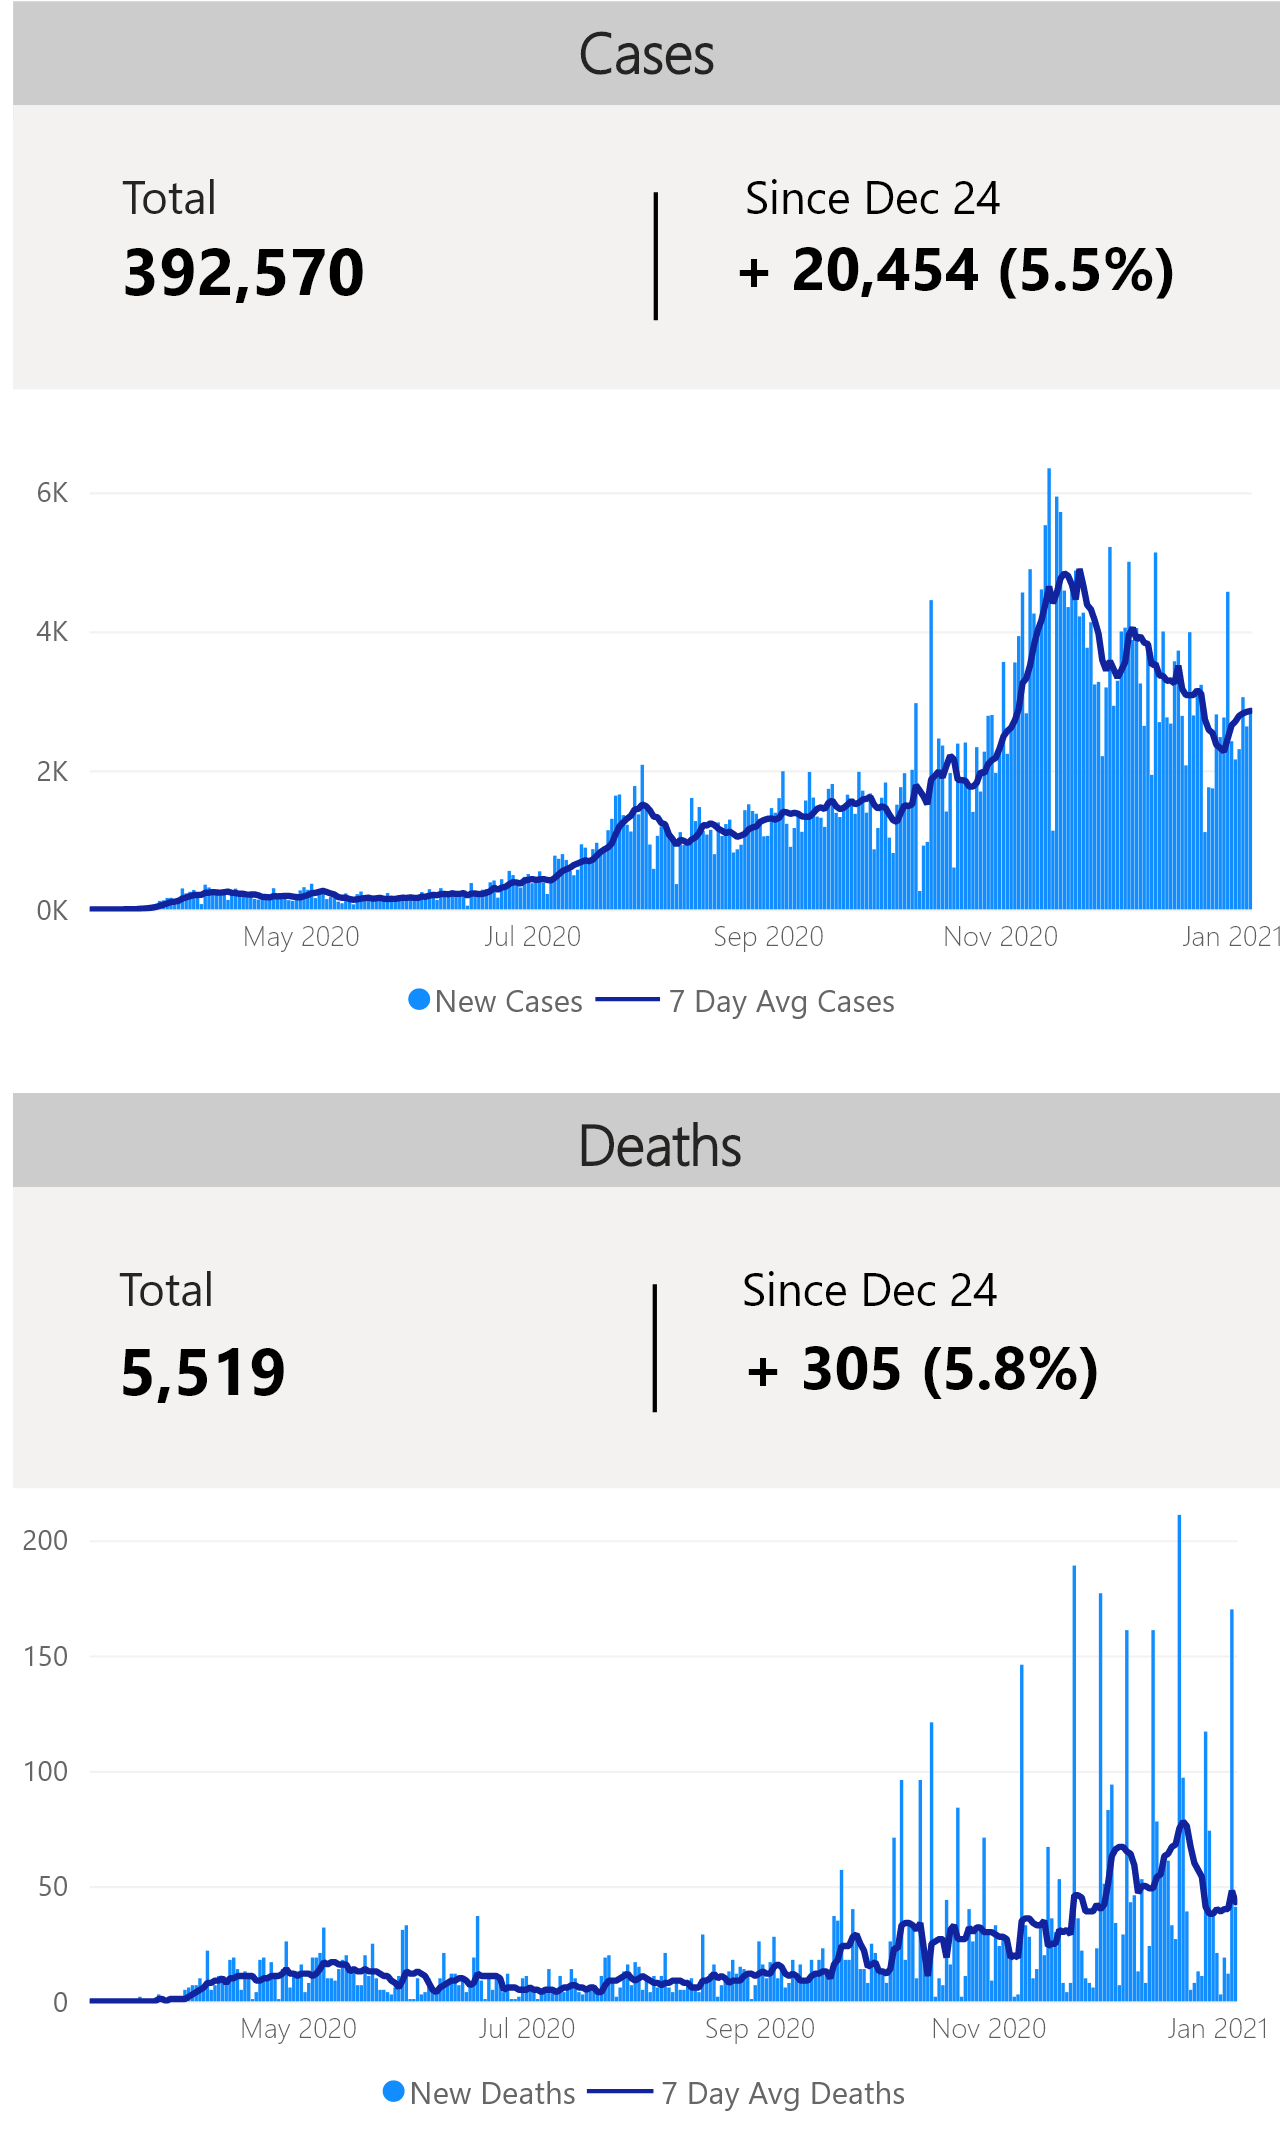 Cases
Total
Since Dec 24
392,570
+ 20,454 (5.5%)
6K
4K
2K
0K
May 2020
Jul 2020
Sep 2020
Nov 2020
Jan 2021
New Cases
7 Day Avg Cases
Deaths
Total
Since Dec 24
5,519
+ 305 (5.8%)
200
150
100
50
0
May 2020
Jul 2020
Sep 2020
Nov 2020
Jan 2021
New Deaths
7 Day Avg Deaths